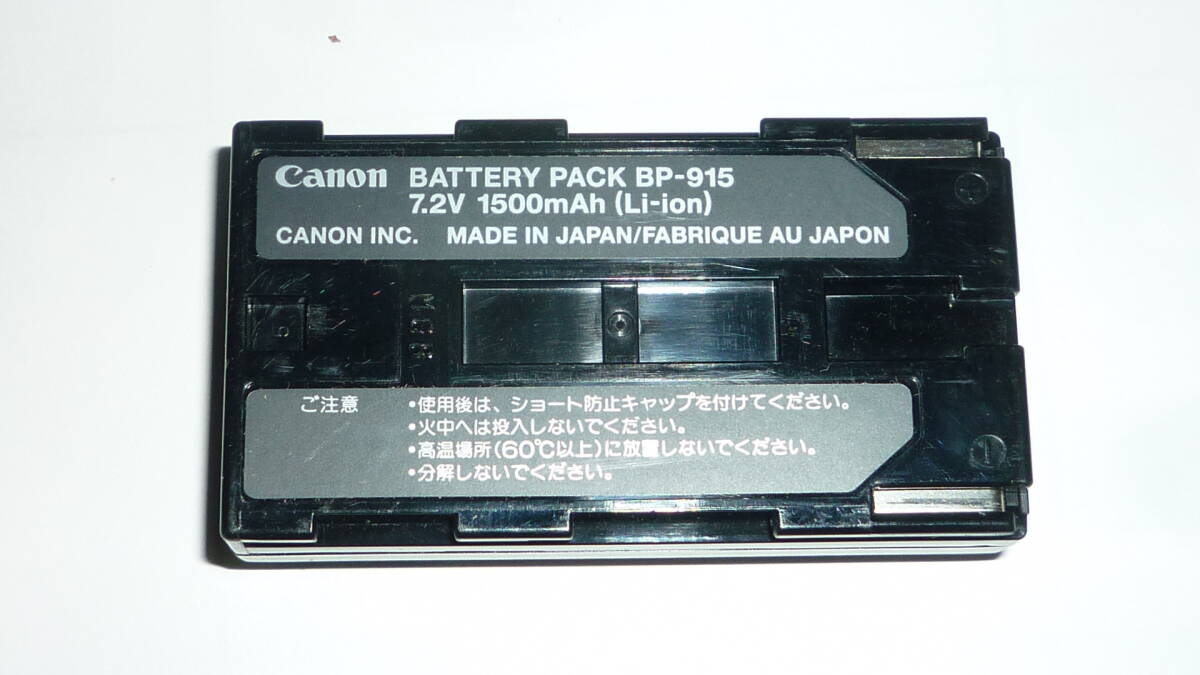 Canon BATTERY PACK BP-915
7.2V 1500mAh (Li-ion)
CANON INC. MADE IN JAPAN/FABRIQUE AU JAPON
ご注意 •使用後は、ショート防止キャップを付けてください。
•火中へは投入しないでください。
•高温場所(60℃以上)に放置しないでください。
•分解しないでください。